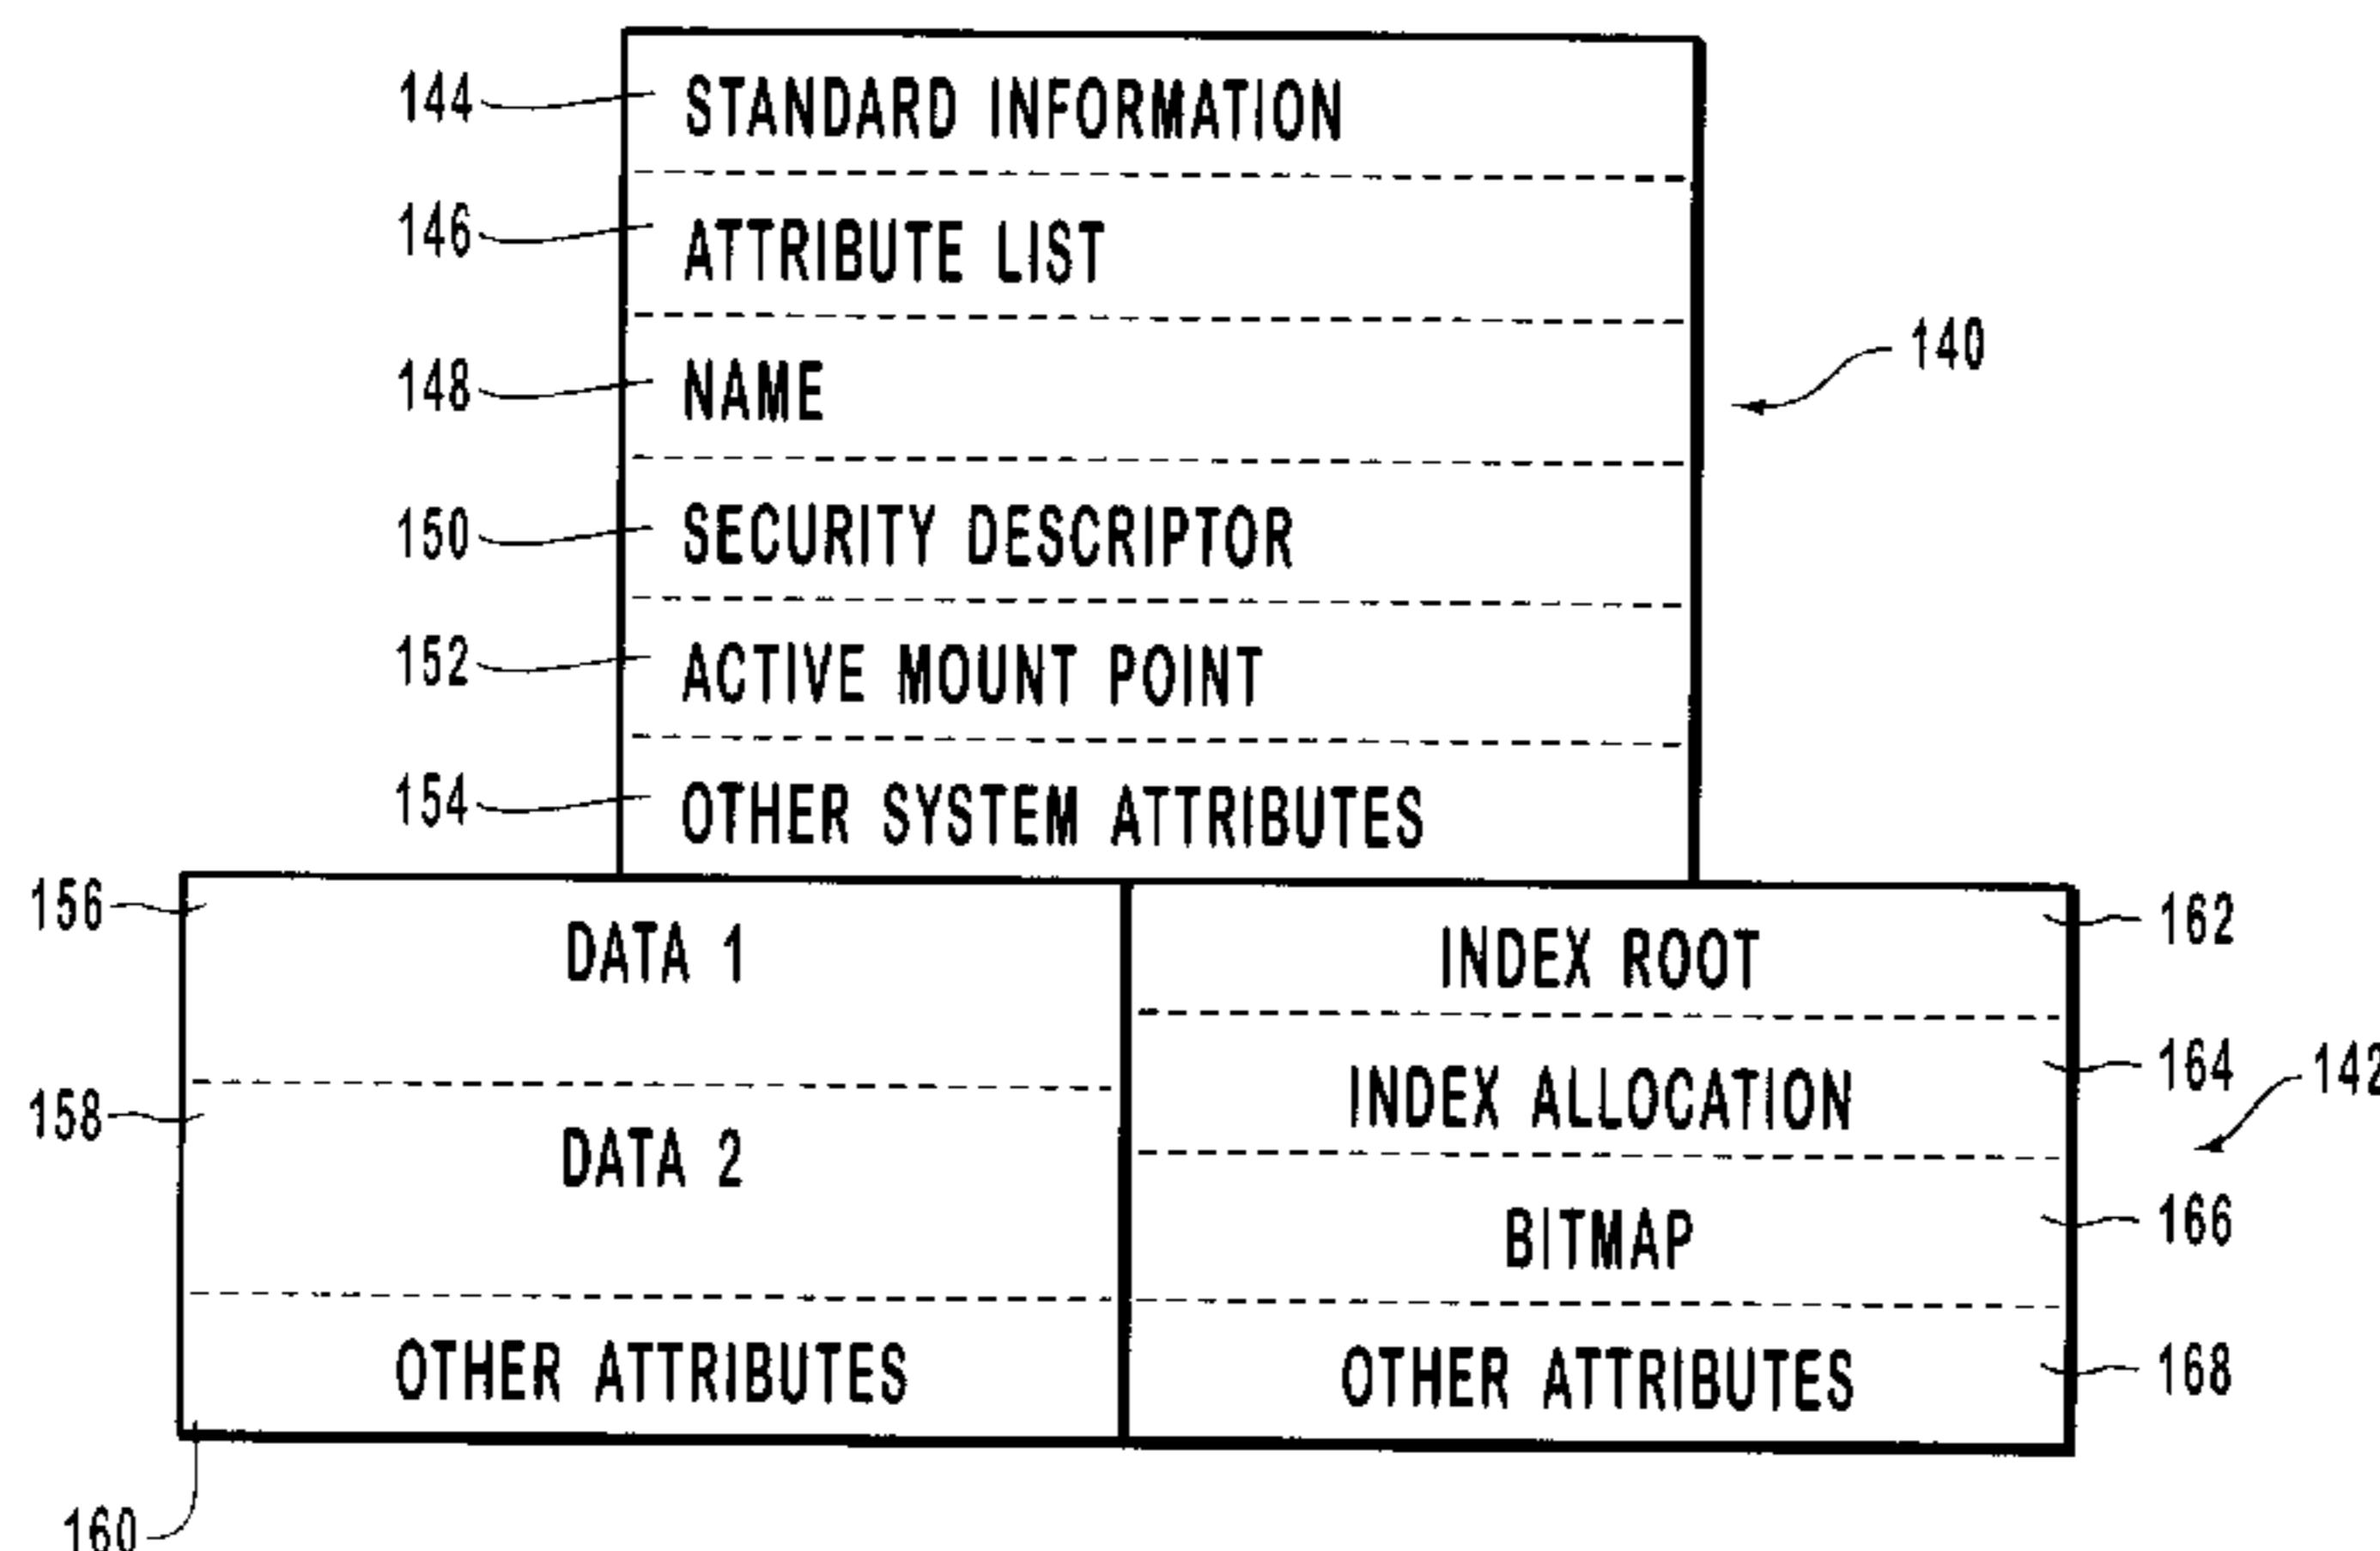 144 STANDARD INFORMATION
146 ATTRIBUTE LIST
140
148 NAME
150 SECURITY DESCRIPTOR
152 ACTIVE MOUNT POINT
154 OTHER SYSTEM ATTRIBUTES
156 DATA 1
INDEX ROOT 162
158 DATA 2
INDEX ALLOCATION 164
142
BITMAP 166
OTHER ATTRIBUTES
OTHER ATTRIBUTES 168
160